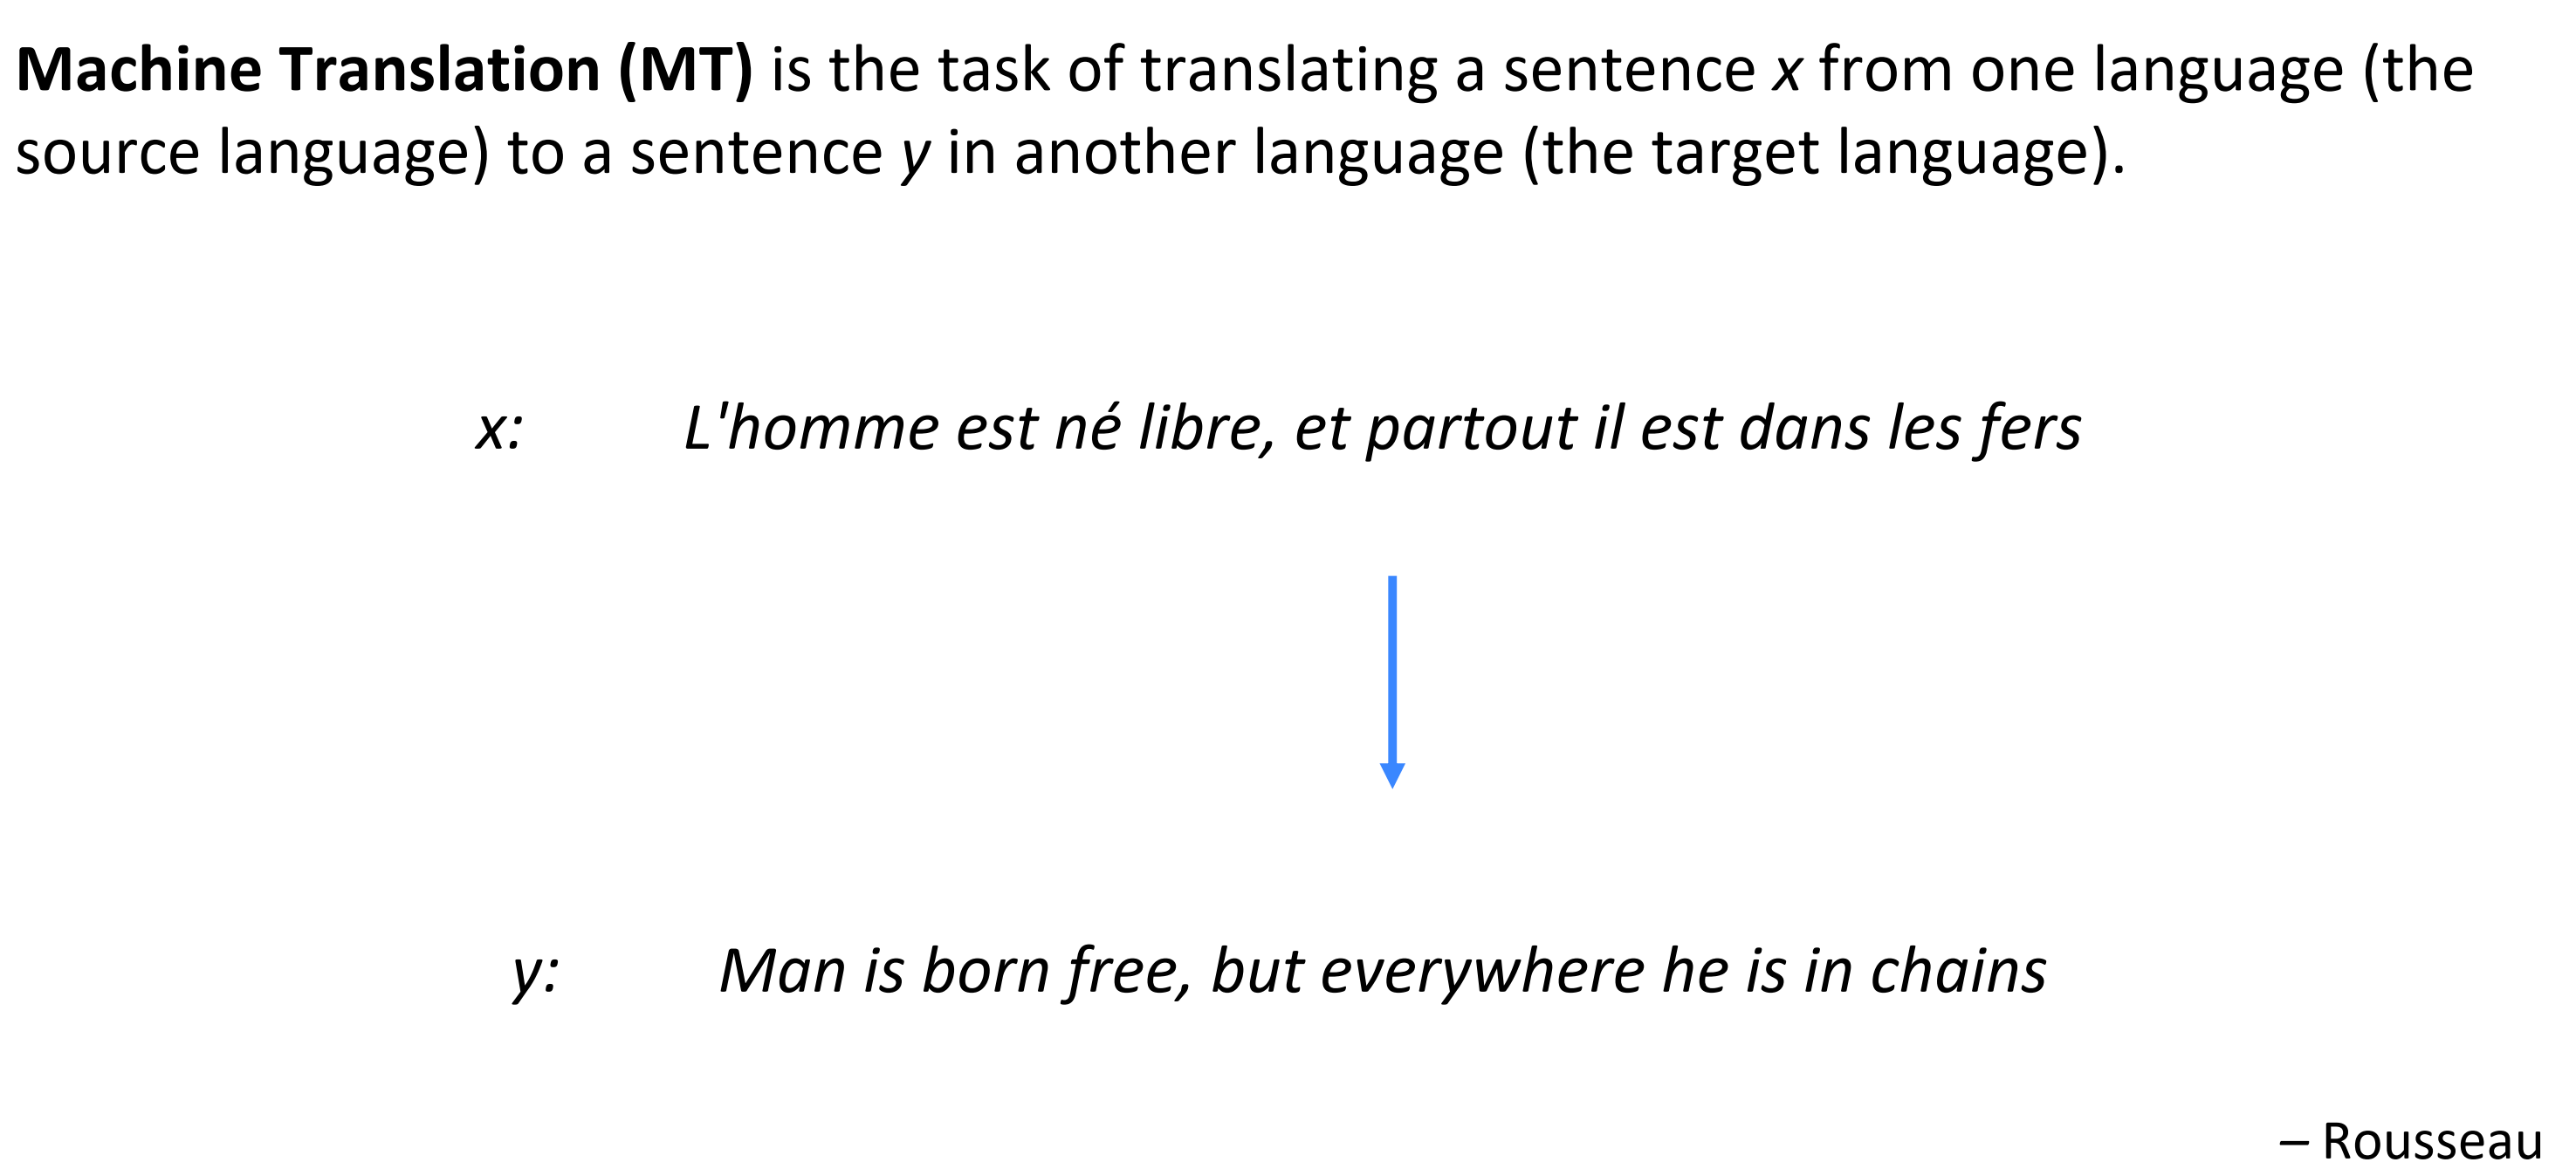 Machine Translation (MT) is the task of translating a sentence x from one language (the
source language) to a sentence y in another language (the target language).
x: L'homme est né libre, et partout il est dans les fers
y: Man is born free, but everywhere he is in chains
– Rousseau